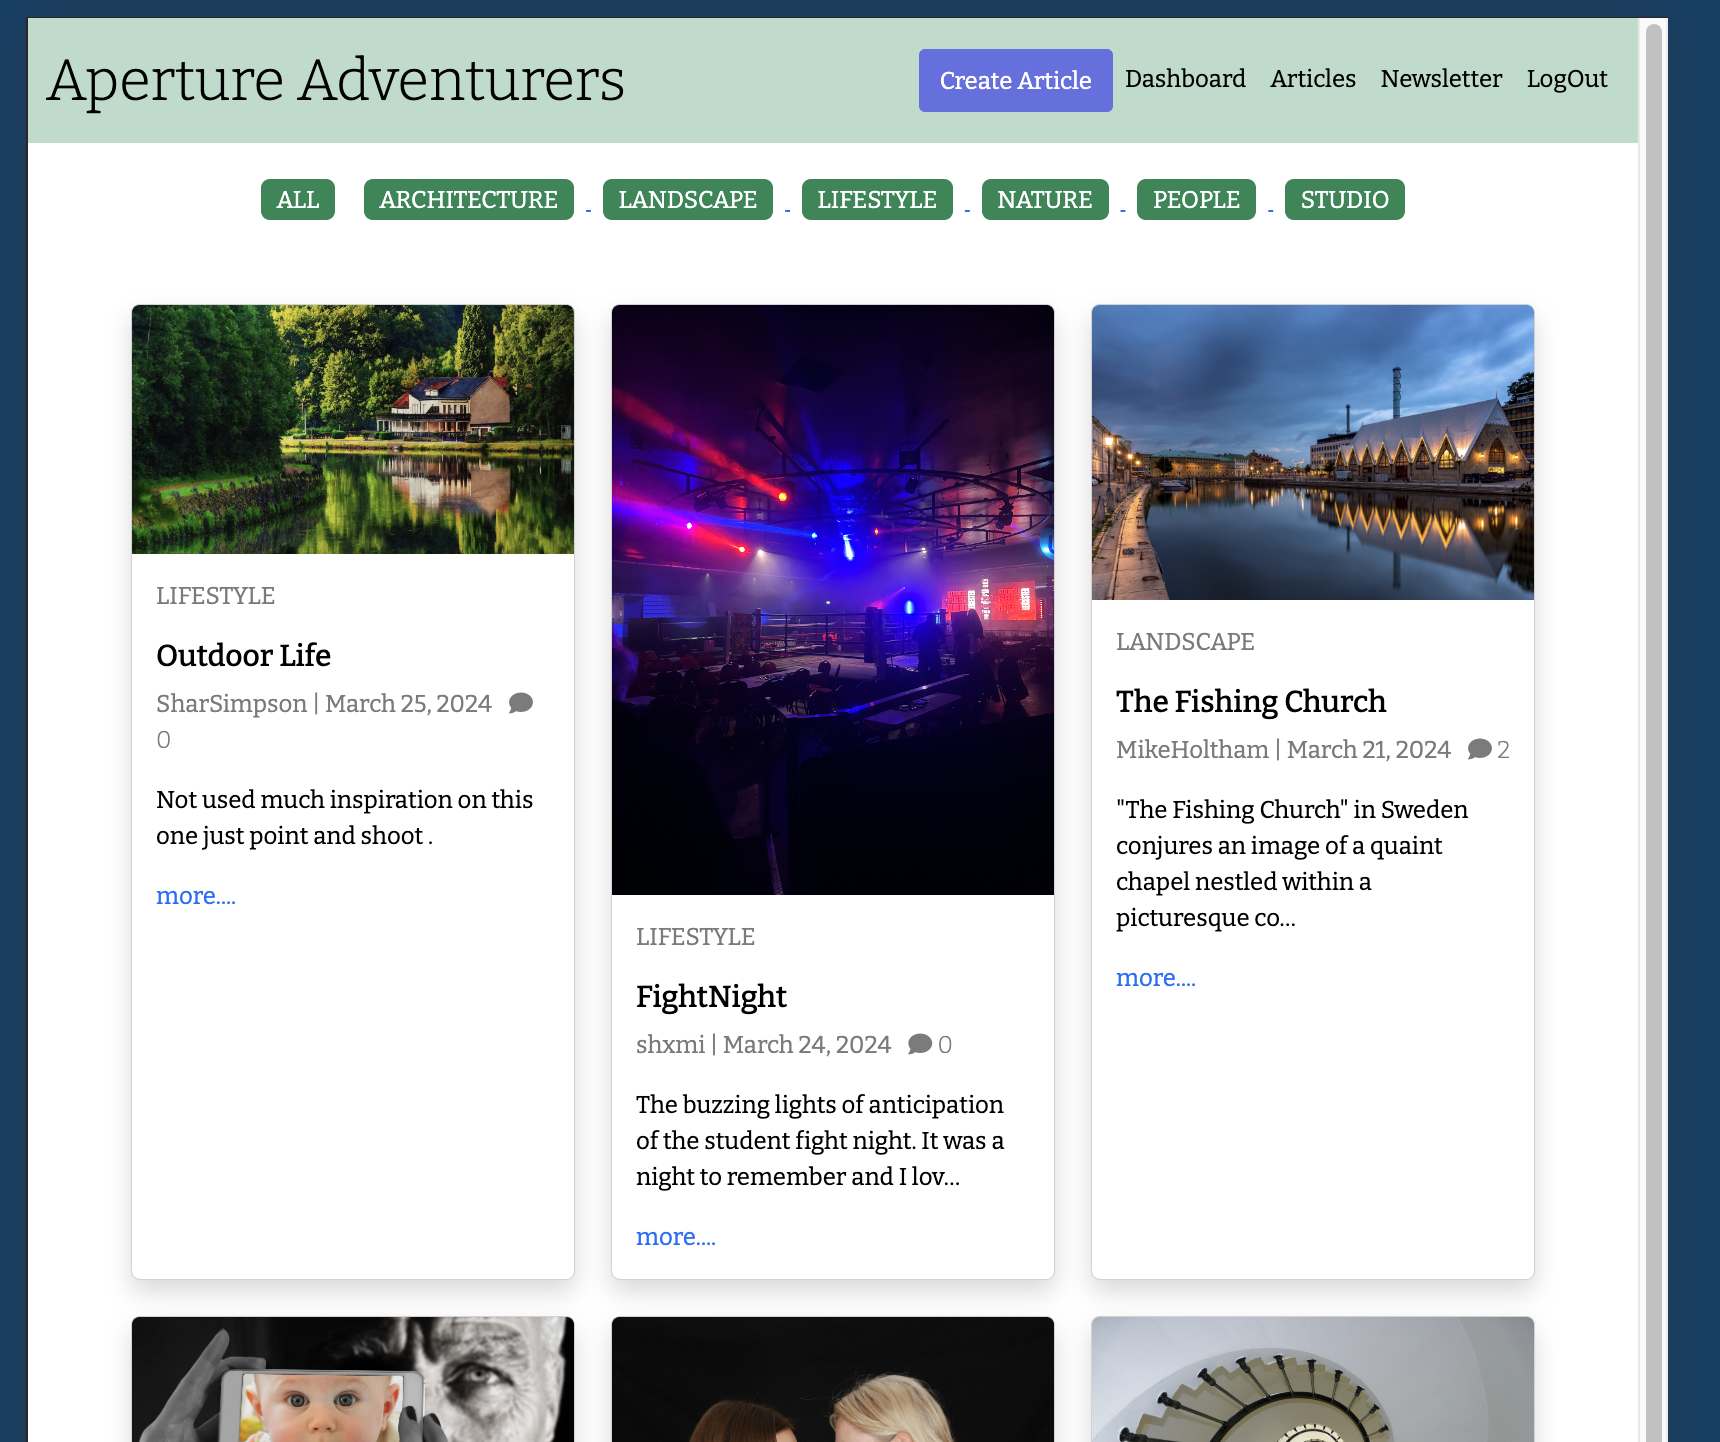 Aperture Adventurers
Create Article Dashboard Articles Newsletter LogOut
ALL ARCHITECTURE - LANDSCAPE - LIFESTYLE - NATURE - PEOPLE - STUDIO
LIFESTYLE
Outdoor Life
SharSimpson | March 25, 2024
0
Not used much inspiration on this
one just point and shoot .
more....
LIFESTYLE
FightNight
shxmi | March 24, 2024 0
The buzzing lights of anticipation
of the student fight night. It was a
night to remember and I lov...
more....
LANDSCAPE
The Fishing Church
MikeHoltham | March 21, 2024 2
"The Fishing Church" in Sweden
conjures an image of a quaint
chapel nestled within a
picturesque co...
more....